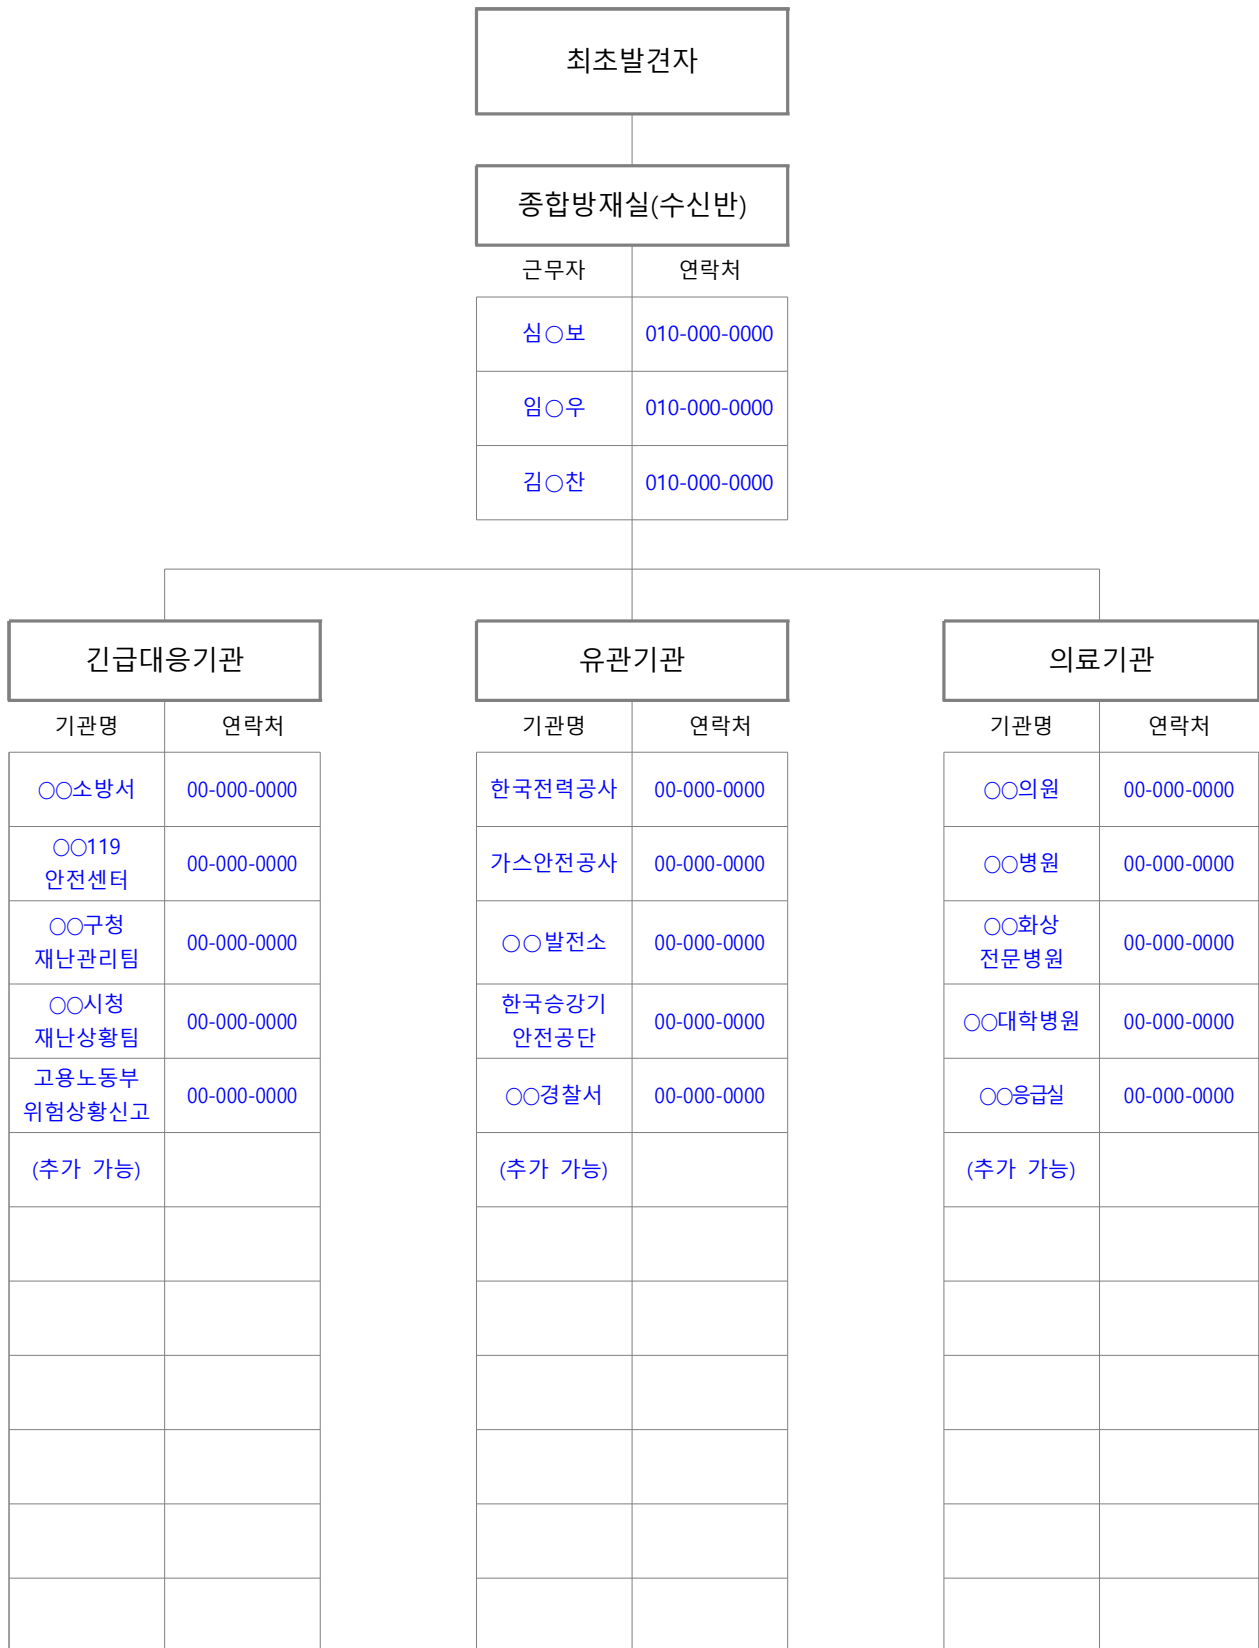 최초발견자
종합방재실(수신반)
근무자 연락처
심○보 010-000-0000
임○우 010-000-0000
김○찬 010-000-0000
긴급대응기관
기관명 연락처
○○소방서 00-000-0000
○○119
안전센터 00-000-0000
○○구청
재난관리팀 00-000-0000
○○시청
재난상황팀 00-000-0000
고용노동부
위험상황신고 00-000-0000
(추가 가능)
유관기관
기관명 연락처
한국전력공사 00-000-0000
가스안전공사 00-000-0000
○○발전소 00-000-0000
한국승강기
안전공단 00-000-0000
○○경찰서 00-000-0000
(추가 가능)
의료기관
기관명 연락처
○○의원 00-000-0000
○○병원 00-000-0000
○○화상
전문병원 00-000-0000
○○대학병원 00-000-0000
○○응급실 00-000-0000
(추가 가능)